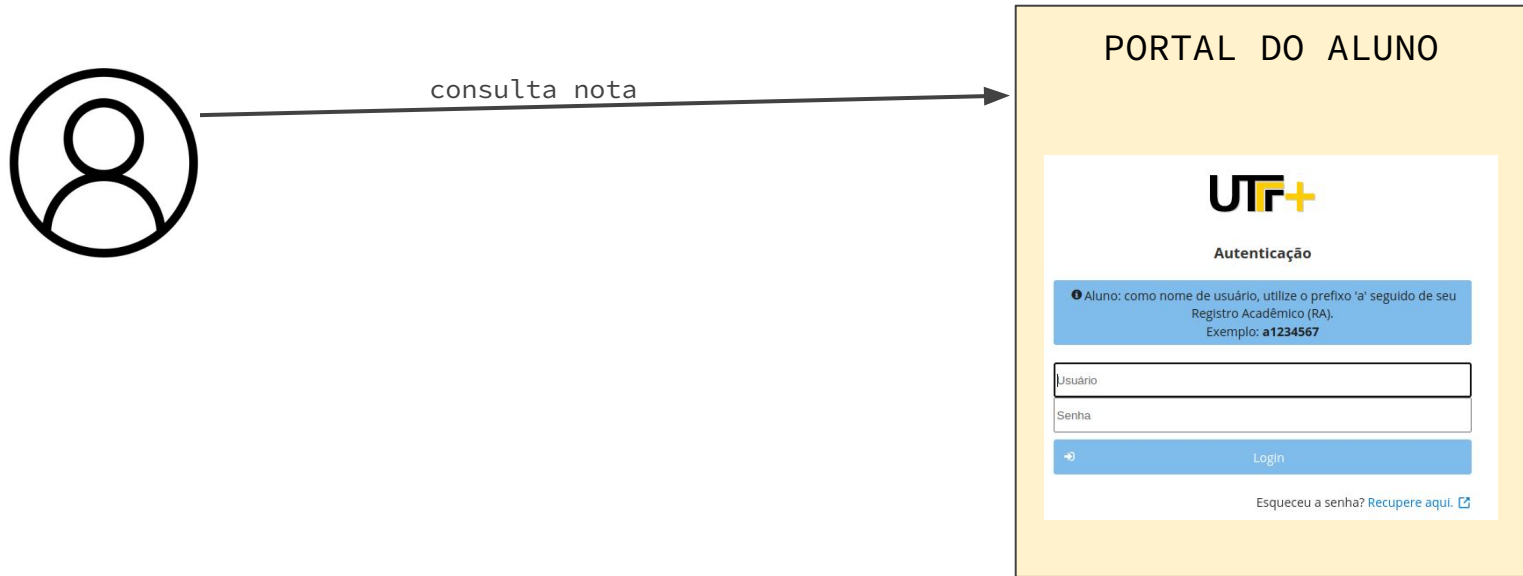 PORTAL DO ALUNO
consulta nota
UTF+
Autenticação
Aluno: como nome de usuário, utilize o prefixo 'a' seguido de seu
Registro Acadêmico (RA).
Exemplo: a1234567
Usuário
Senha
Login
Esqueceu a senha? Recupere aqui.